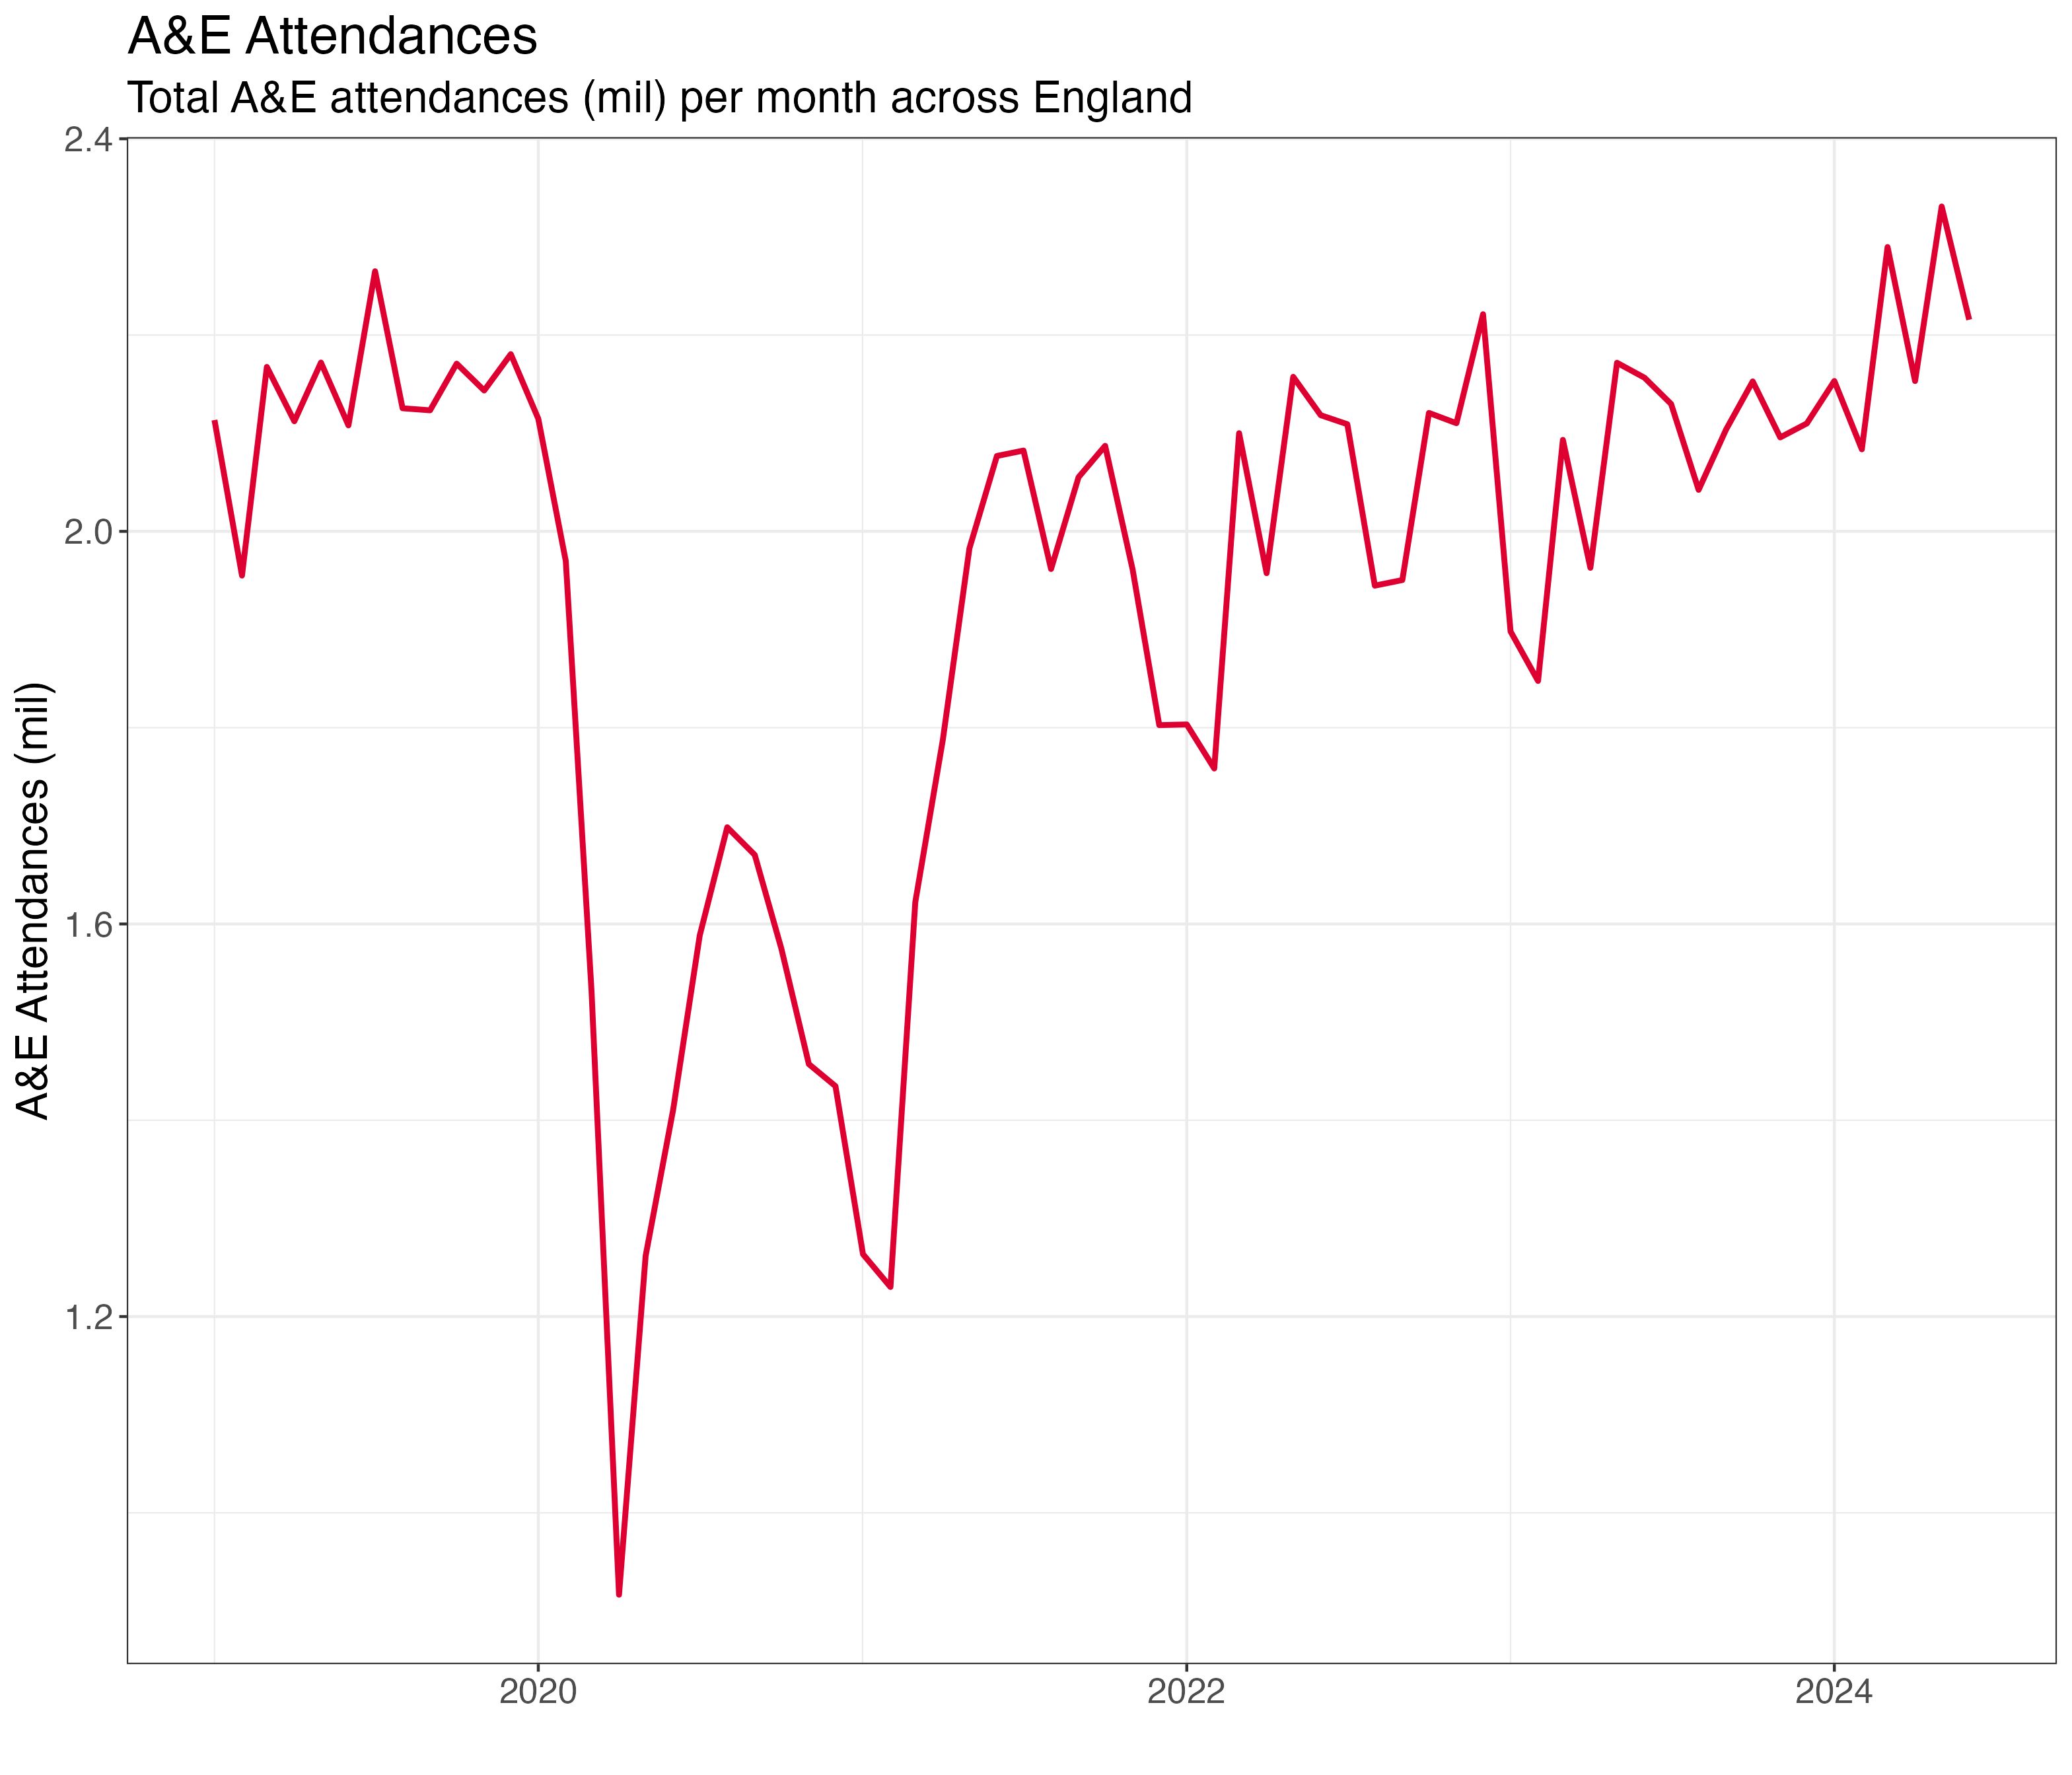 A&E Attendances
Total A&E attendances (mil) per month across England
A&E Attendances (mil)
2.4
2.0
1.6
1.2
2020
2022
2024